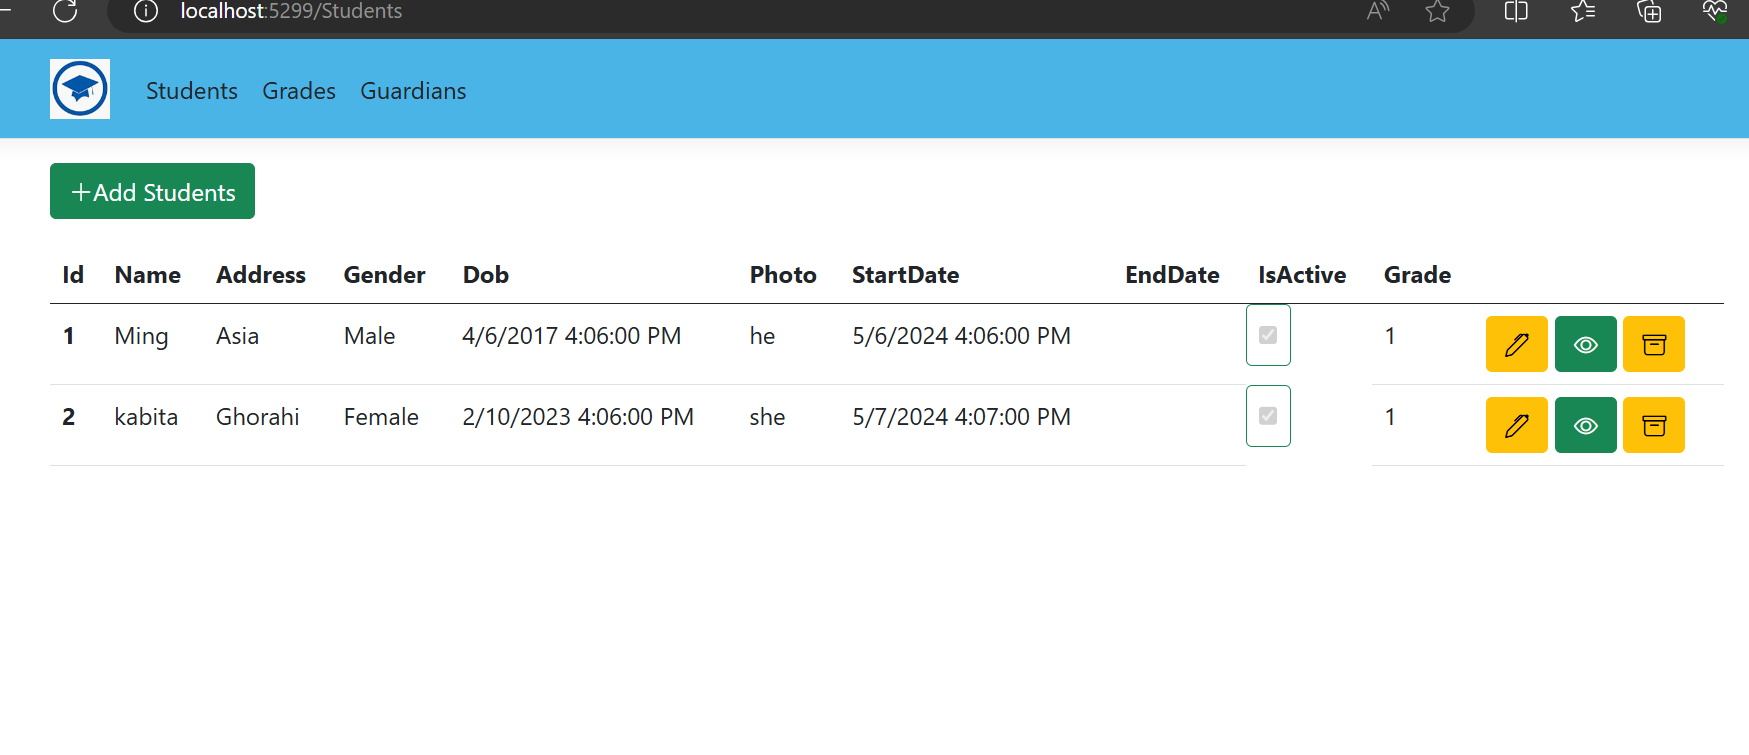 localhost:5299/Students
Students Grades Guardians
+Add Students
Id Name Address Gender Dob Photo StartDate EndDate IsActive Grade
1 Ming Asia Male 4/6/2017 4:06:00 PM he 5/6/2024 4:06:00 PM 1
2 kabita Ghorahi Female 2/10/2023 4:06:00 PM she 5/7/2024 4:07:00 PM 1